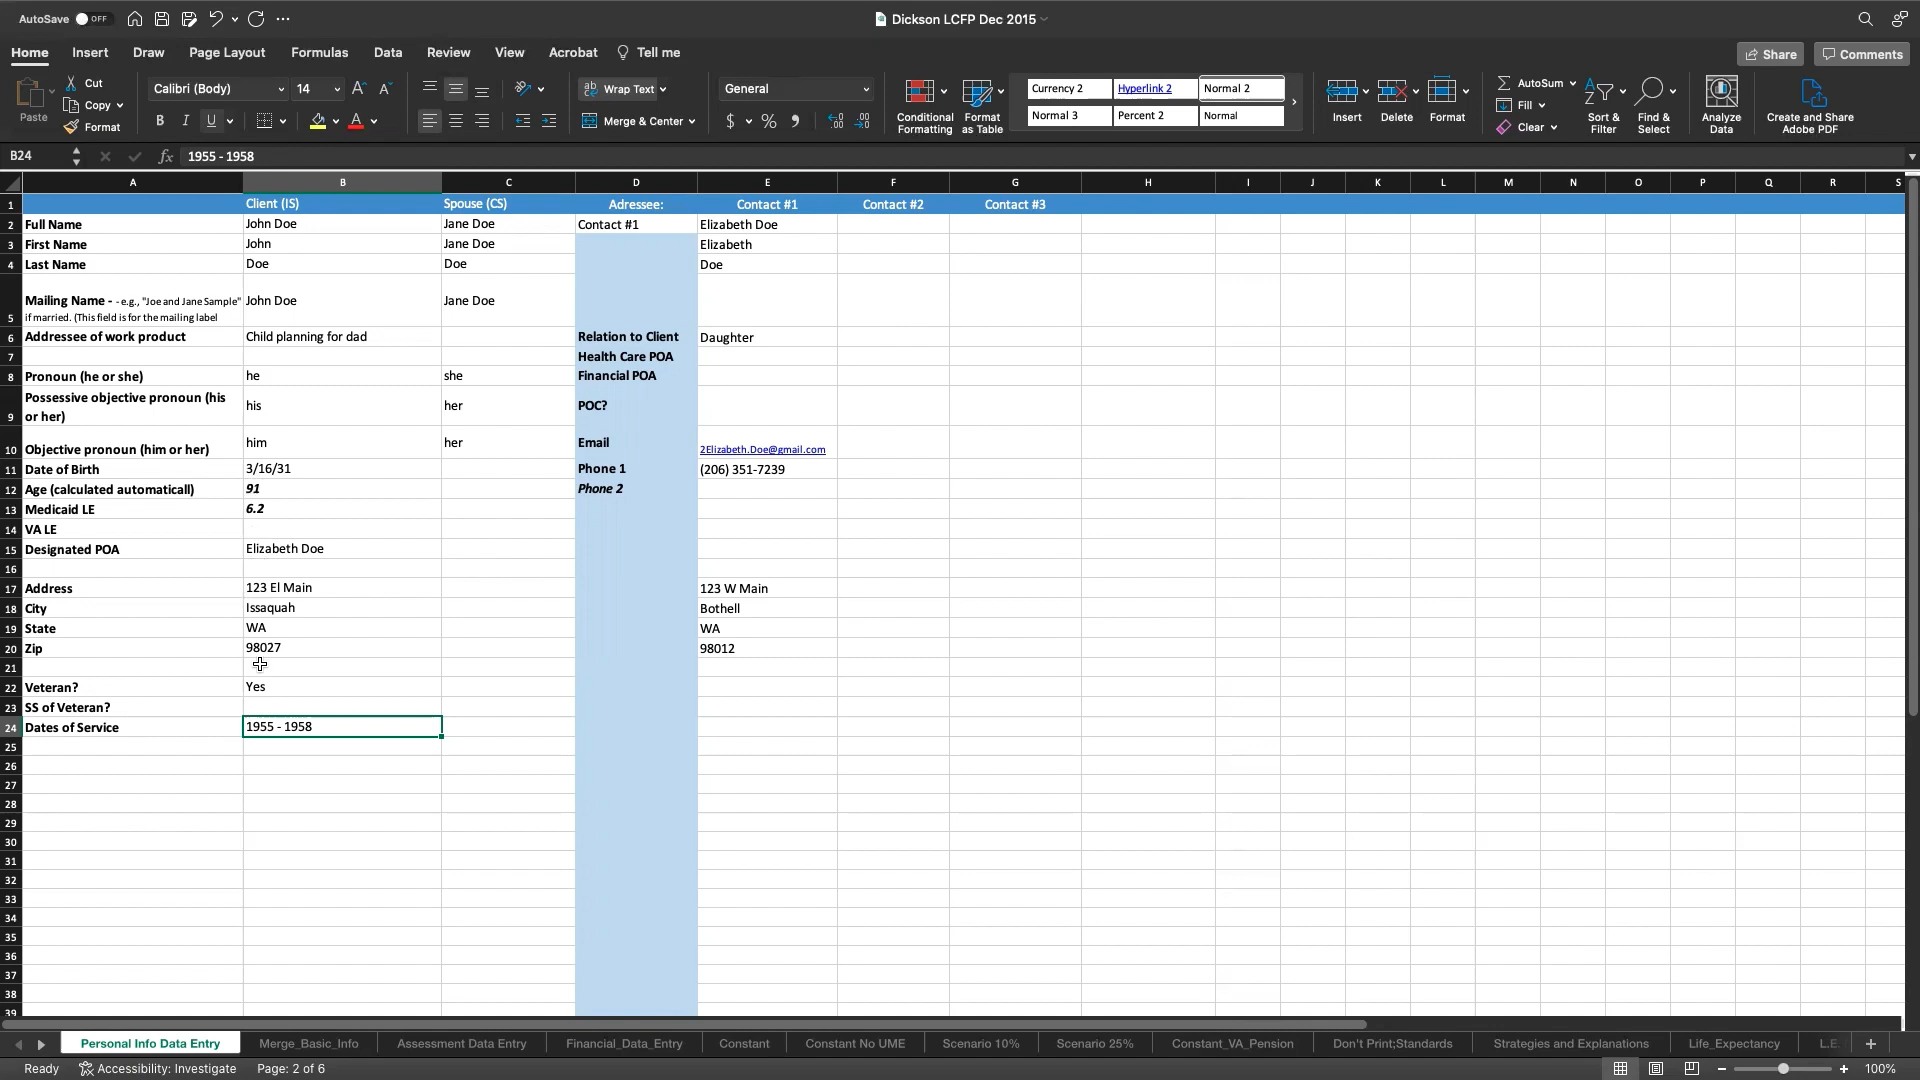 AutoSave OFF
Dickson LCFP Dec 2015
Home Insert Draw Page Layout Formulas Data Review View Acrobat Tell me
Share Comments
Paste
Cut
Copy
Format
Calibri (Body) 14
B I U
Wrap Text
Merge & Center
General
$ %
Conditional Formatting
Format as Table
Currency 2 Hyperlink 2 Normal 2
Normal 3 Percent 2 Normal
Insert Delete Format
AutoSum
Fill
Clear
Sort & Filter
Find & Select
Analyze Data
Create and Share Adobe PDF
B24 fx 1955 - 1958
A B C D E F G H I J K L M N O P Q R S
1 Client (IS) Spouse (CS) Adressee: Contact #1 Contact #2 Contact #3
2 Full Name John Doe Jane Doe Contact #1 Elizabeth Doe
3 First Name John Jane Doe Elizabeth
4 Last Name Doe Doe Doe
Mailing Name - - e.g., "Joe and Jane Sample" John Doe Jane Doe
5 if married. (This field is for the mailing label
6 Addressee of work product Child planning for dad Relation to Client Daughter
7 Health Care POA
8 Pronoun (he or she) he she Financial POA
Possessive objective pronoun (his his her POC?
9 or her)
10 Objective pronoun (him or her) him her Email 2Elizabeth.Doe@gmail.com
11 Date of Birth 3/16/31 Phone 1 (206) 351-7239
12 Age (calculated automaticall) 91 Phone 2
13 Medicaid LE 6.2
14 VA LE
15 Designated POA Elizabeth Doe
16
17 Address 123 El Main 123 W Main
18 City Issaquah Bothell
19 State WA WA
20 Zip 98027 98012
21
22 Veteran? Yes
23 SS of Veteran?
24 Dates of Service 1955 - 1958
25
26
27
28
29
30
31
32
33
34
35
36
37
38
39
Personal Info Data Entry Merge_Basic_Info Assessment Data Entry Financial_Data_Entry Constant Constant No UME Scenario 10% Scenario 25% Constant_VA_Pension Don't Print;Standards Strategies and Explanations Life_Expectancy L.E.
Ready Accessibility: Investigate Page: 2 of 6 100%